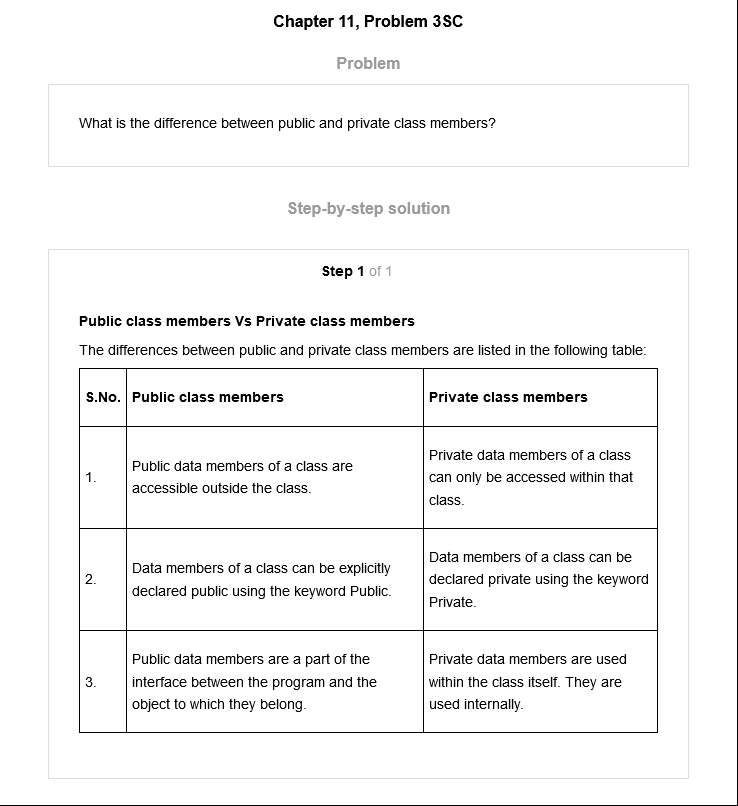 Chapter 11, Problem 3SC
Problem
What is the difference between public and private class members?
Step-by-step solution
Step 1 of 1
Public class members Vs Private class members
The differences between public and private class members are listed in the following table:
S.No. Public class members Private class members
1.
Public data members of a class are
accessible outside the class.
Private data members of a class
can only be accessed within that
class.
2.
Data members of a class can be explicitly
declared public using the keyword Public.
Data members of a class can be
declared private using the keyword
Private.
3.
Public data members are a part of the
interface between the program and the
object to which they belong.
Private data members are used
within the class itself. They are
used internally.